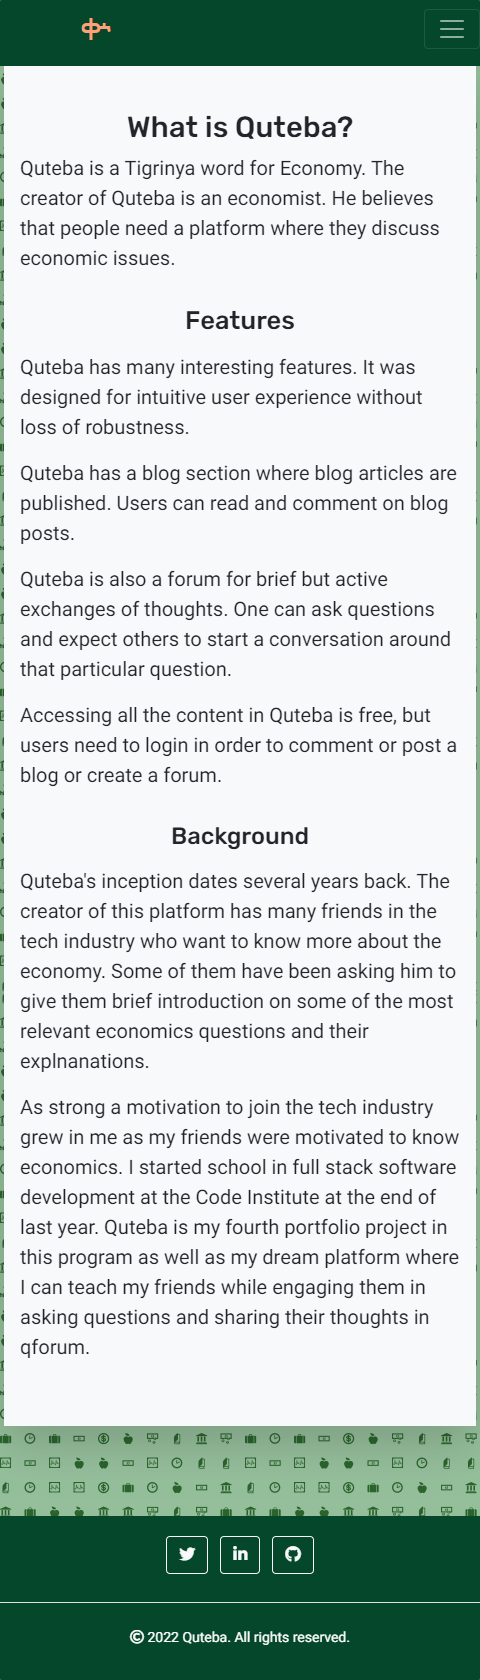 ቁጠባ
What is Quteba?
Quteba is a Tigrinya word for Economy. The
creator of Quteba is an economist. He believes
that people need a platform where they discuss
economic issues.
Features
Quteba has many interesting features. It was
designed for intuitive user experience without
loss of robustness.
Quteba has a blog section where blog articles are
published. Users can read and comment on blog
posts.
Quteba is also a forum for brief but active
exchanges of thoughts. One can ask questions
and expect others to start a conversation around
that particular question.
Accessing all the content in Quteba is free, but
users need to login in order to comment or post a
blog or create a forum.
Background
Quteba's inception dates several years back. The
creator of this platform has many friends in the
tech industry who want to know more about the
economy. Some of them have been asking him to
give them brief introduction on some of the most
relevant economics questions and their
explnanations.
As strong a motivation to join the tech industry
grew in me as my friends were motivated to know
economics. I started school in full stack software
development at the Code Institute at the end of
last year. Quteba is my fourth portfolio project in
this program as well as my dream platform where
I can teach my friends while engaging them in
asking questions and sharing their thoughts in
qforum.
© 2022 Quteba. All rights reserved.